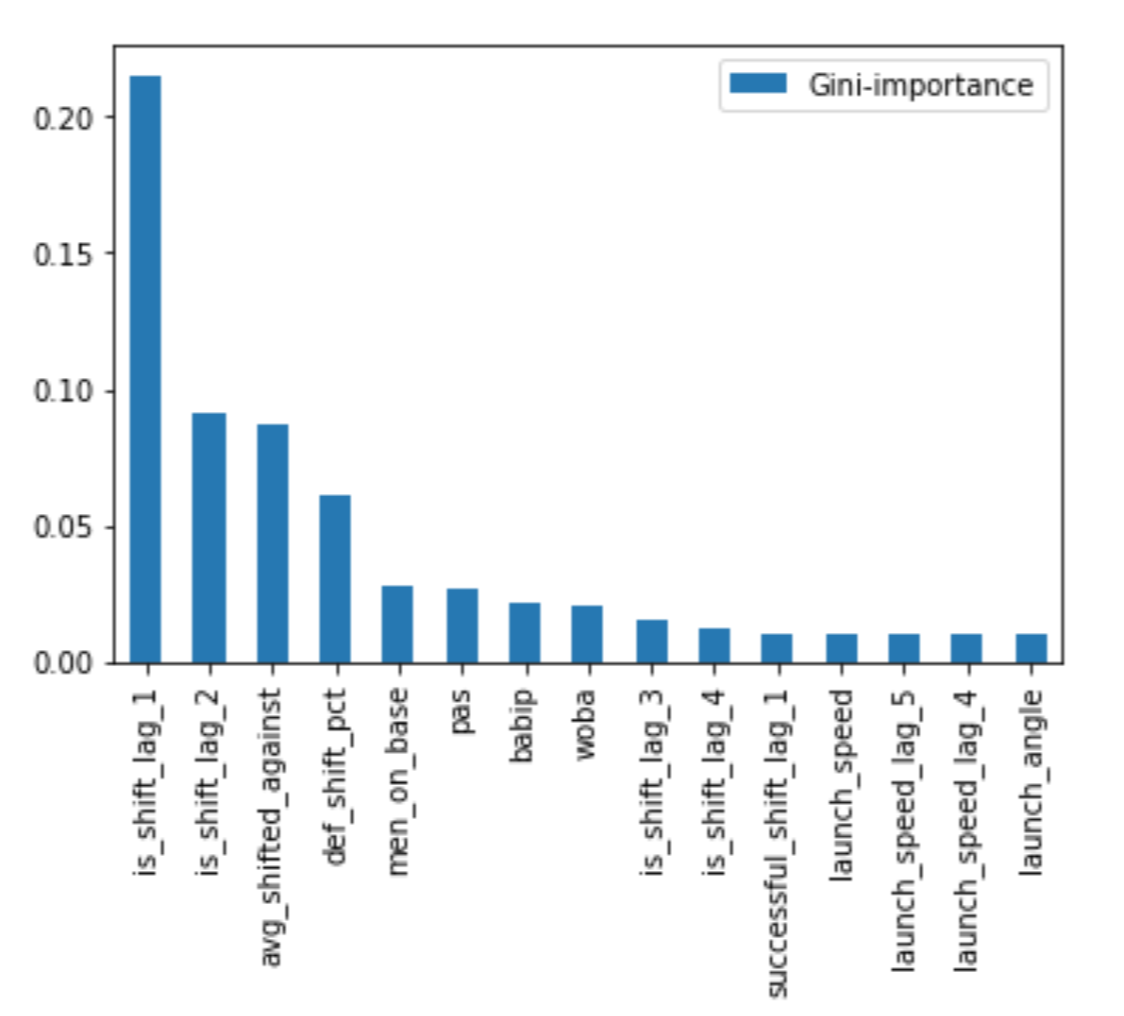 Gini-importance
0.20
0.15
0.10
0.05
0.00
is_shift_lag_1
is_shift_lag_2
avg_shifted_against
def_shift_pct
men_on_base
pas
babip
woba
is_shift_lag_3
is_shift_lag_4
successful_shift_lag_1
launch_speed
launch_speed_lag_5
launch_speed_lag_4
launch_angle